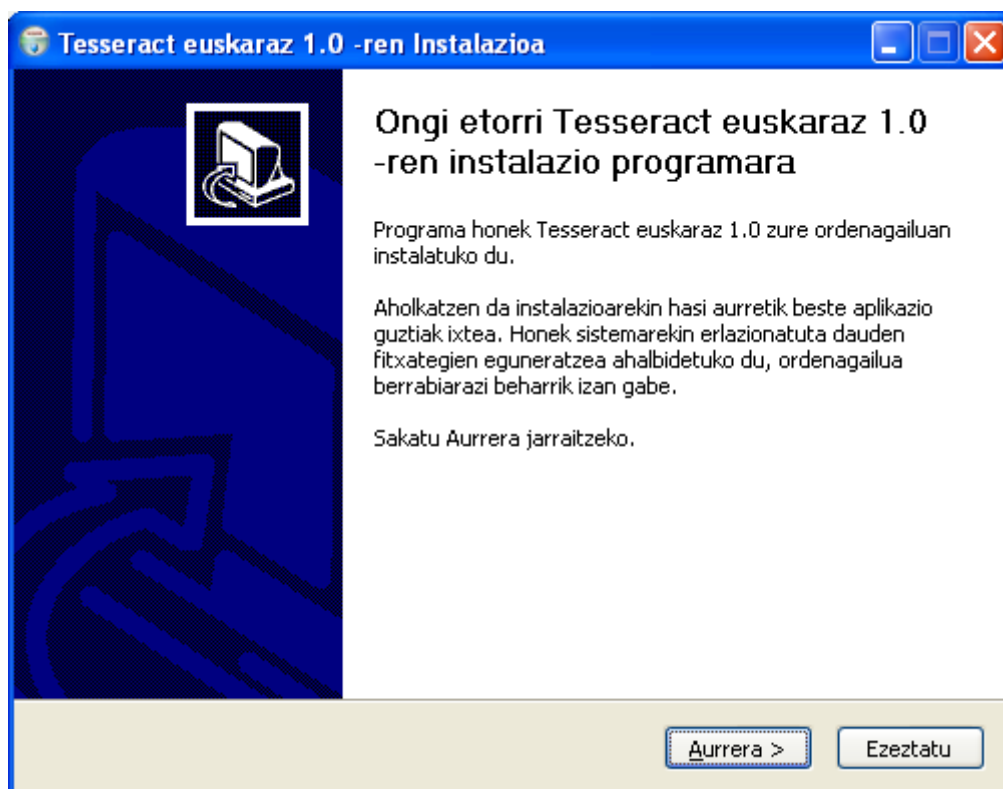 Tesseract euskaraz 1.0 -ren Instalazioa
Ongi etorri Tesseract euskaraz 1.0
-ren instalazio programara
Programa honek Tesseract euskaraz 1.0 zure ordenagailuan
instalatuko du.
Aholkatzen da instalazioarekin hasi aurretik beste aplikazio
guztiak ixtea. Honek sistemarekin erlazionatuta dauden
fitxategien eguneratzea ahalbidetuko du, ordenagailua
berrabiarazi beharrik izan gabe.
Sakatu Aurrera jarraitzeko.
Aurrera >
Ezeztatu